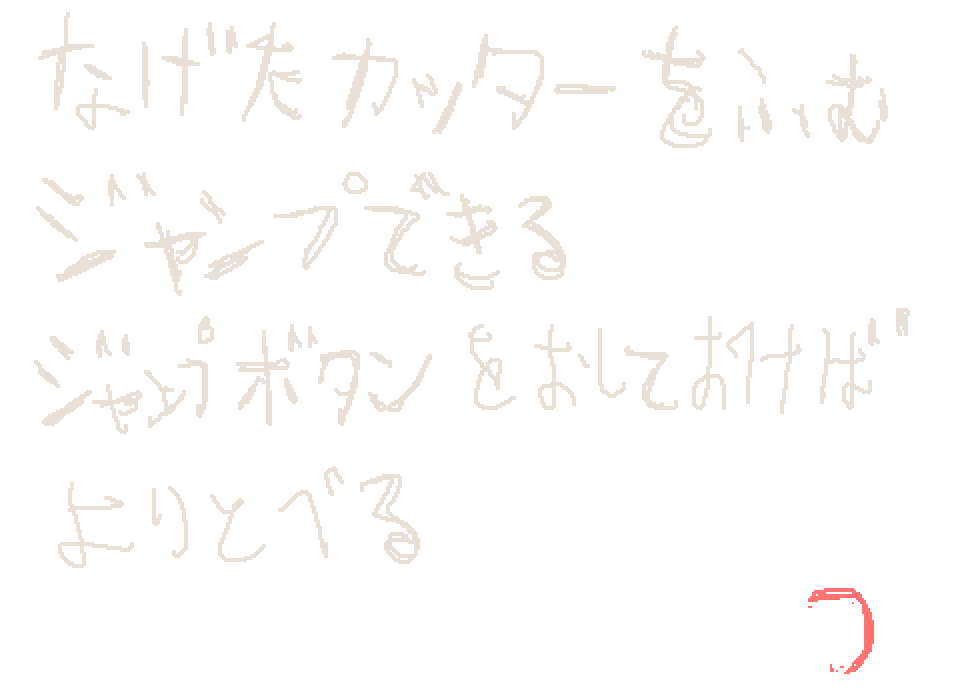 なげたカッターをふむ
ジャンプできる
ジャンプボタンをおしておけば
よりとべる